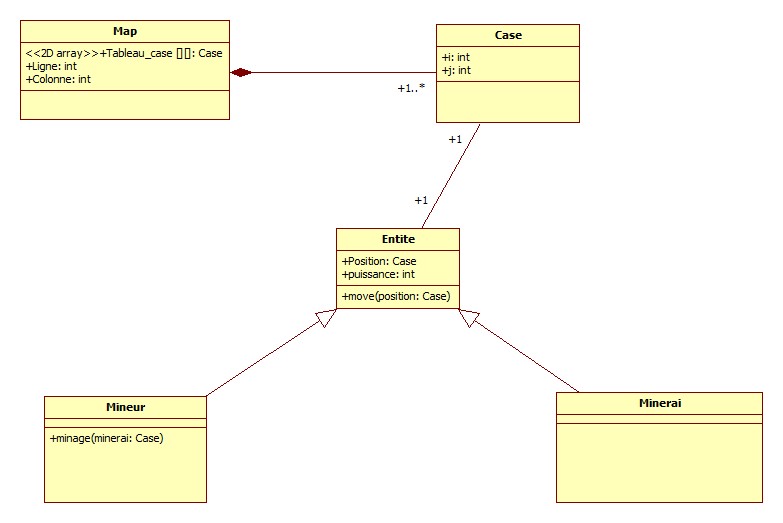 Map
<<2D array>>+Tableau_case [][]: Case
+Ligne: int
+Colonne: int
Case
+i: int
+j: int
+1..*
+1
+1
Entite
+Position: Case
+puissance: int
+move(position: Case)
Mineur
+minage(minerai: Case)
Minerai